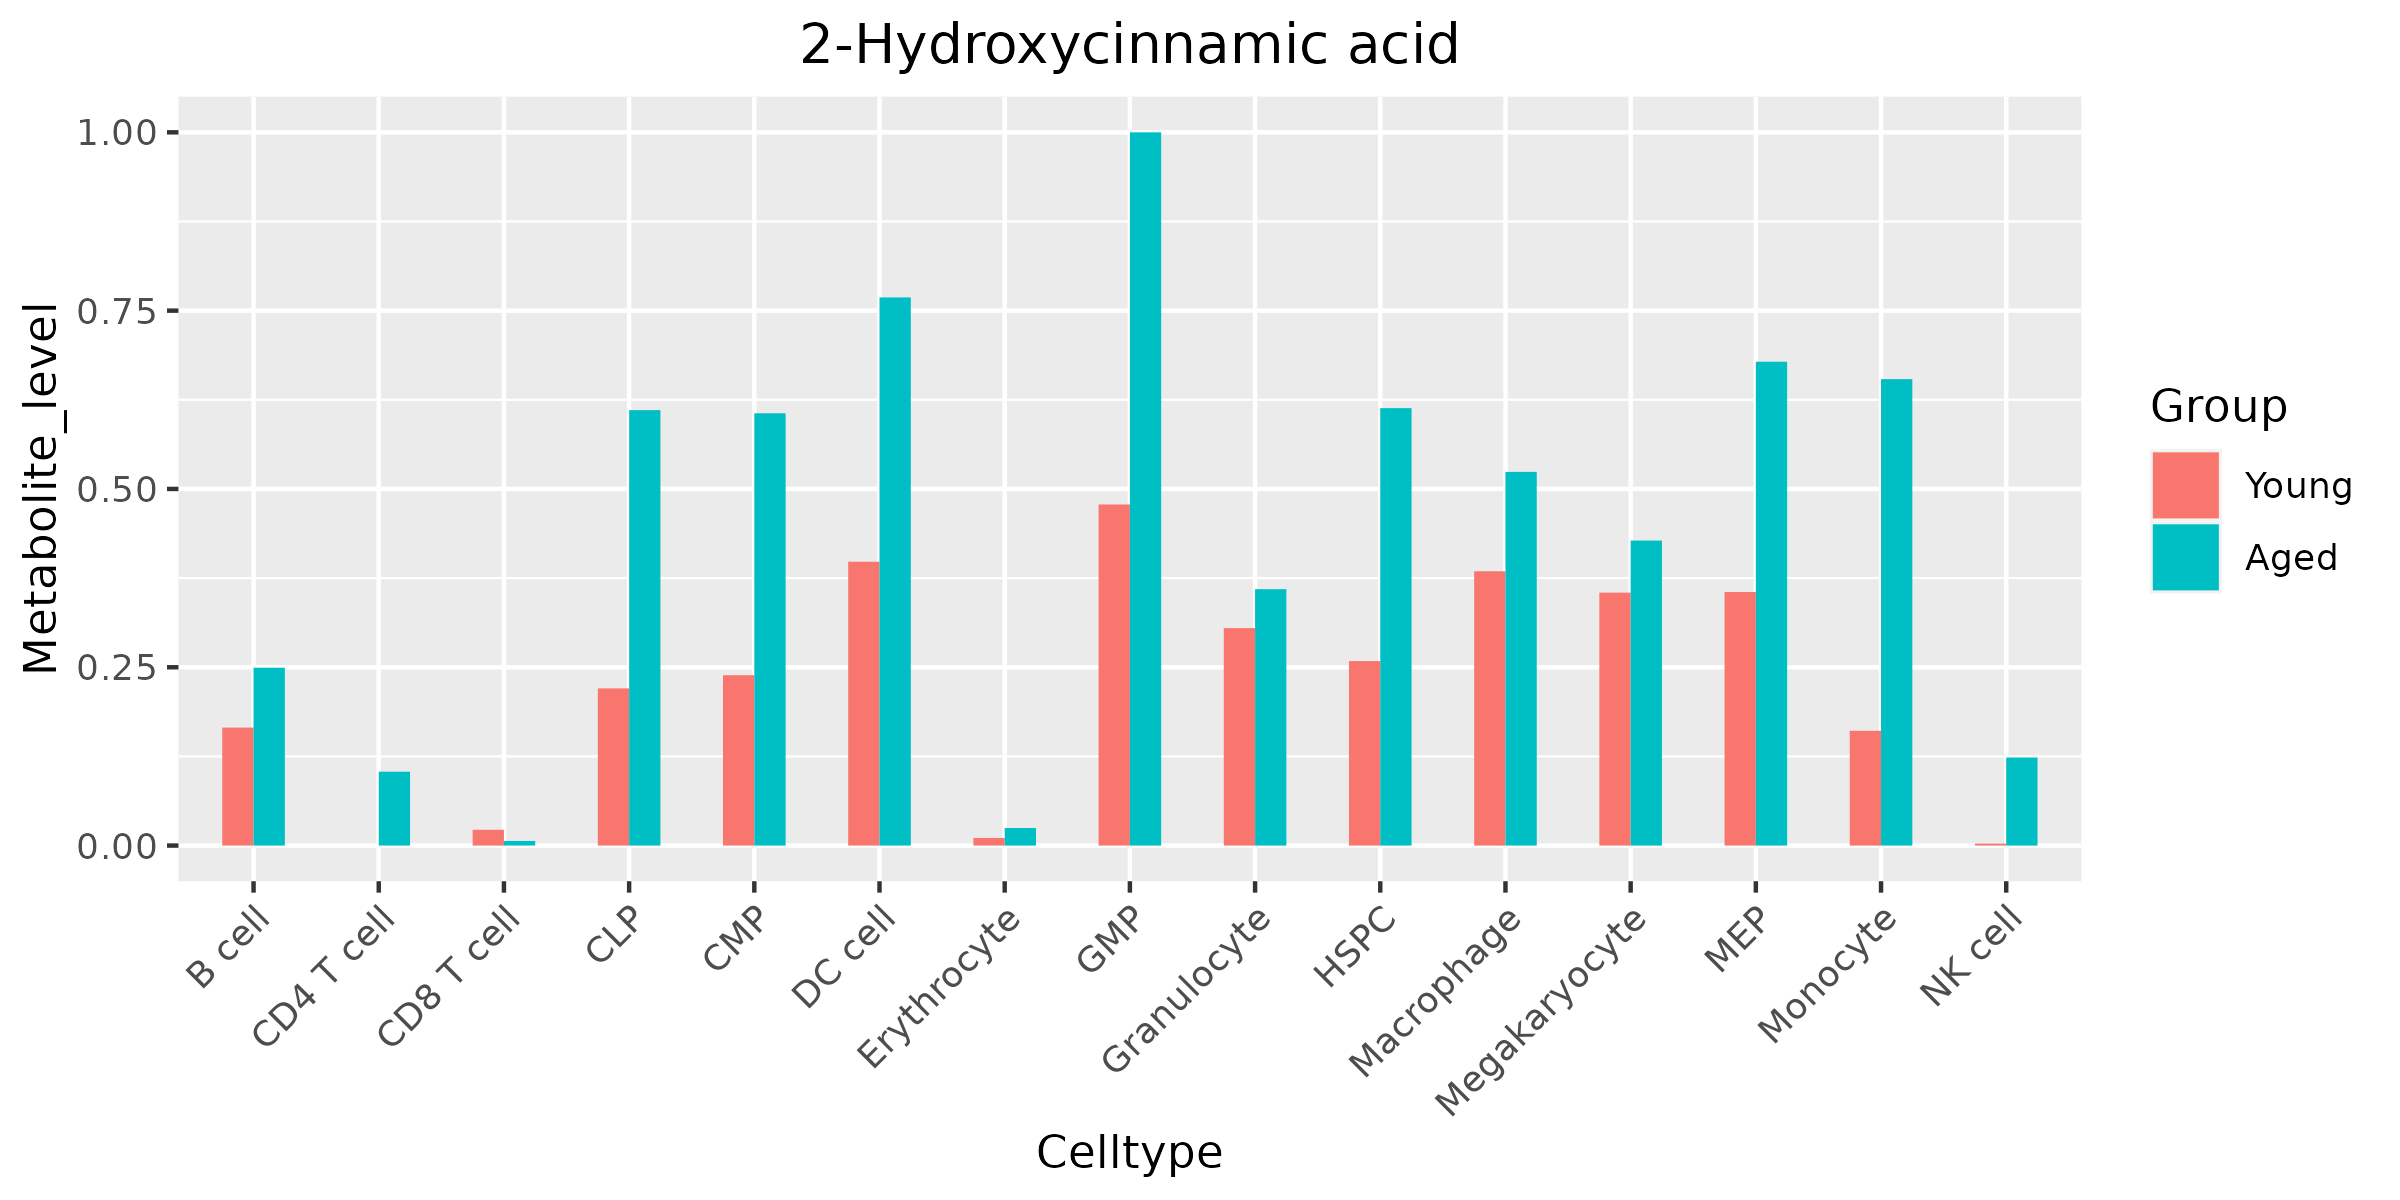 2-Hydroxycinnamic acid
Metabolite_level
1.00
0.75
0.50
0.25
0.00
B cell
CD4 T cell
CD8 T cell
CLP
CMP
DC cell
Erythrocyte
GMP
Granulocyte
HSPC
Macrophage
Megakaryocyte
MEP
Monocyte
NK cell
Celltype
Group
Young
Aged